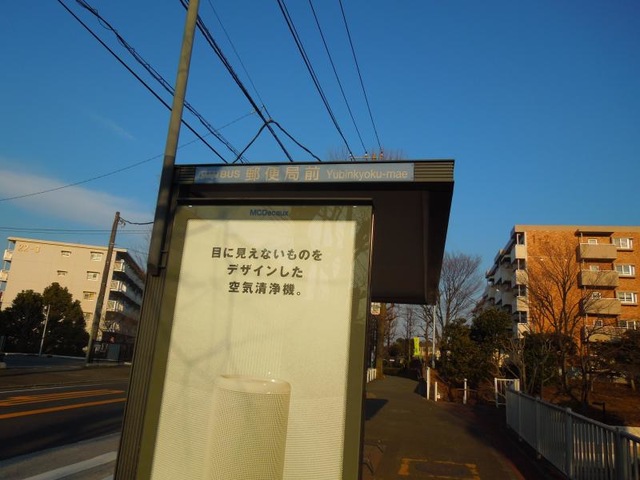 BUS 郵便局前 Yubinkyoku-mae
MCDecaux
目に見えないものを
デザインした
空気清浄機。